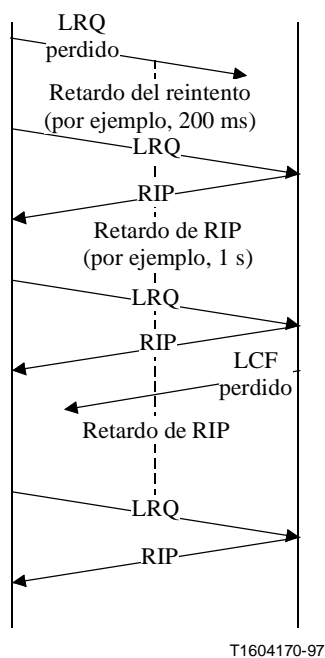 LRQ
perdido
Retardo del reintento
(por ejemplo, 200 ms)
LRQ
RIP
Retardo de RIP
(por ejemplo, 1 s)
LRQ
RIP
LCF
perdido
Retardo de RIP
LRQ
RIP
T1604170-97